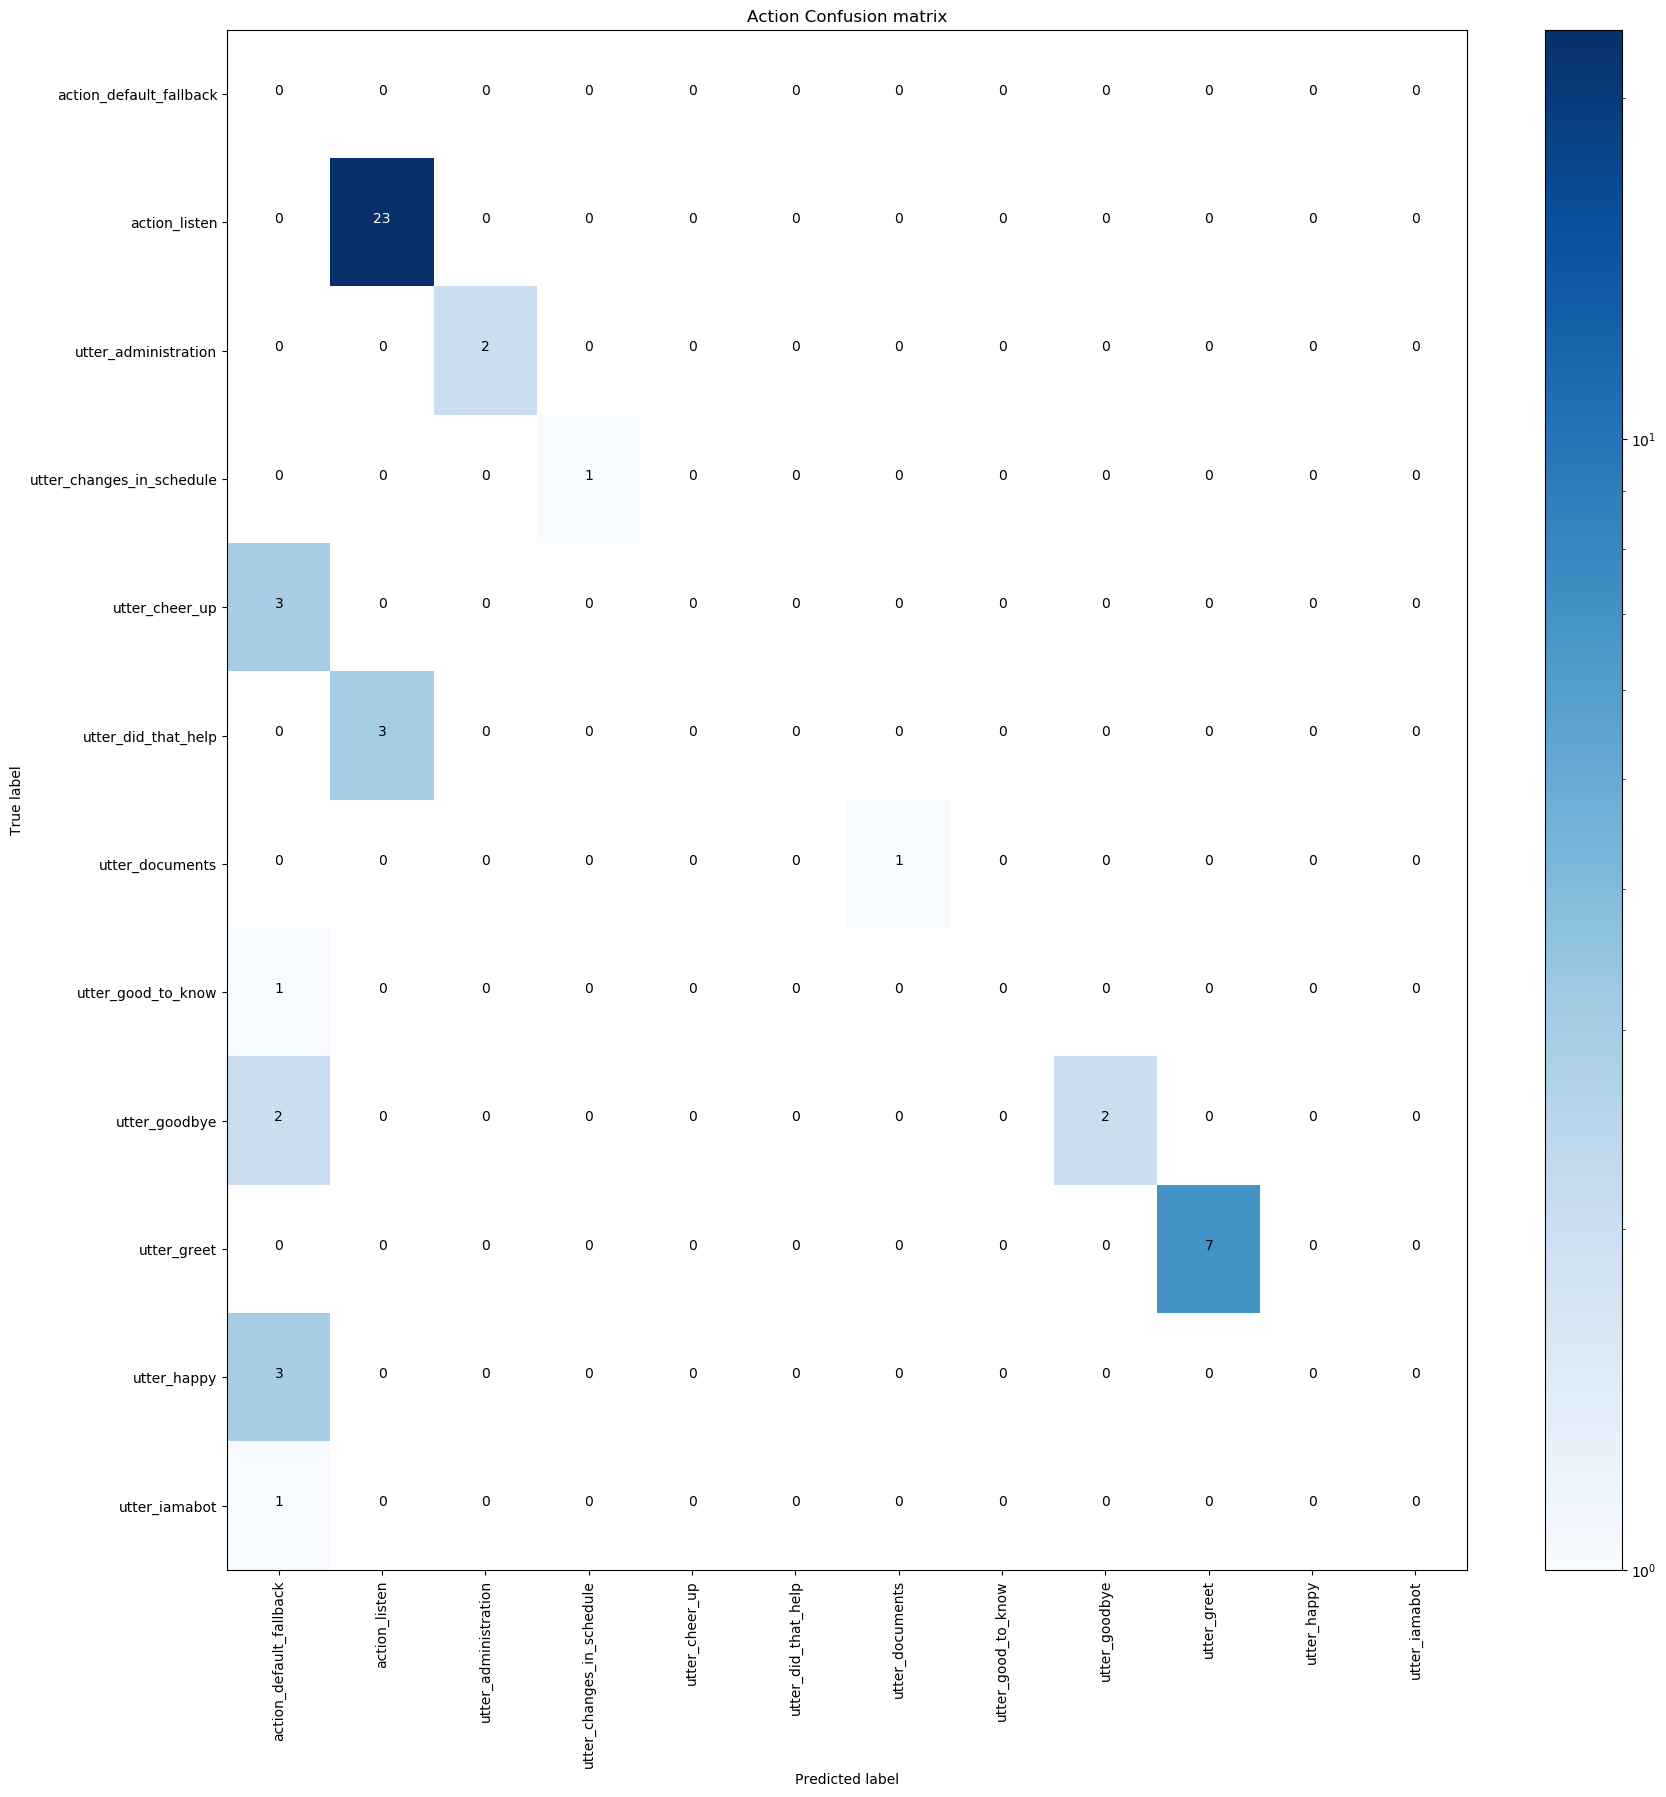 Action Confusion matrix
action_default_fallback 0 0 0 0 0 0 0 0 0 0 0 0
action_listen 0 23 0 0 0 0 0 0 0 0 0 0
utter_administration 0 0 2 0 0 0 0 0 0 0 0 0
utter_changes_in_schedule 0 0 0 1 0 0 0 0 0 0 0 0
utter_cheer_up 3 0 0 0 0 0 0 0 0 0 0 0
utter_did_that_help 0 3 0 0 0 0 0 0 0 0 0 0
utter_documents 0 0 0 0 0 0 1 0 0 0 0 0
utter_good_to_know 1 0 0 0 0 0 0 0 0 0 0 0
utter_goodbye 2 0 0 0 0 0 0 0 2 0 0 0
utter_greet 0 0 0 0 0 0 0 0 0 7 0 0
utter_happy 3 0 0 0 0 0 0 0 0 0 0 0
utter_iamabot 1 0 0 0 0 0 0 0 0 0 0 0
True label
action_default_fallback
action_listen
utter_administration
utter_changes_in_schedule
utter_cheer_up
utter_did_that_help
utter_documents
utter_good_to_know
utter_goodbye
utter_greet
utter_happy
utter_iamabot
Predicted label
10¹
10⁰